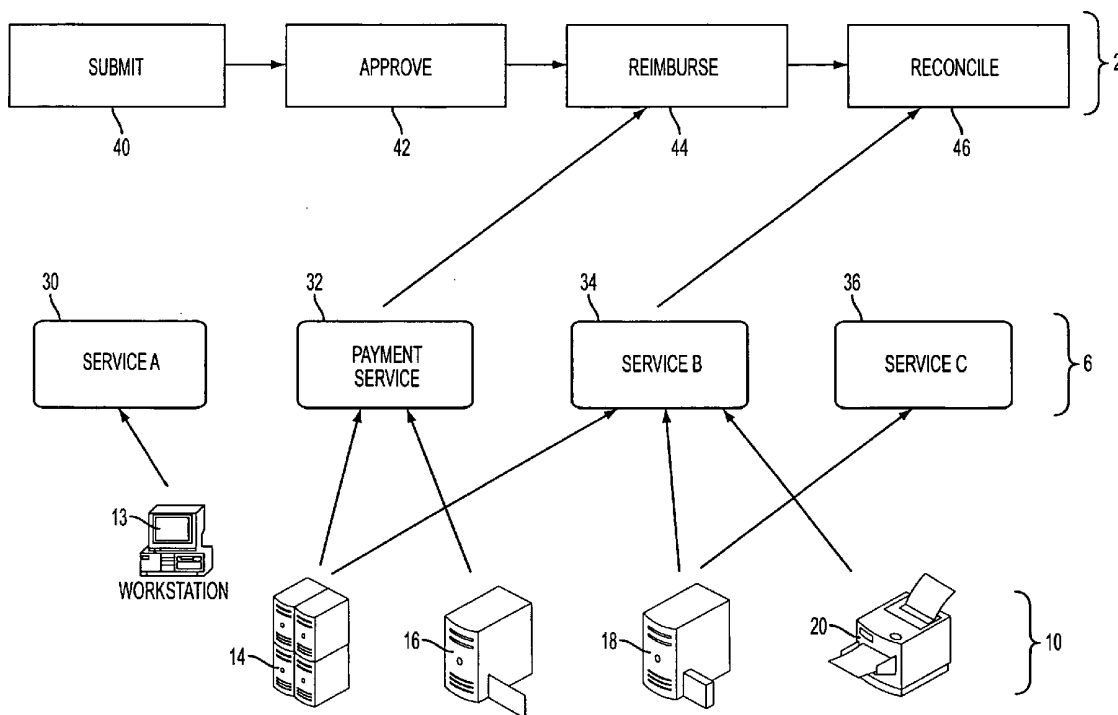 SUBMIT
APPROVE
REIMBURSE
RECONCILE
2
40
42
44
46
30
32
34
36
SERVICE A
PAYMENT
SERVICE
SERVICE B
SERVICE C
6
13
WORKSTATION
14
16
18
20
10